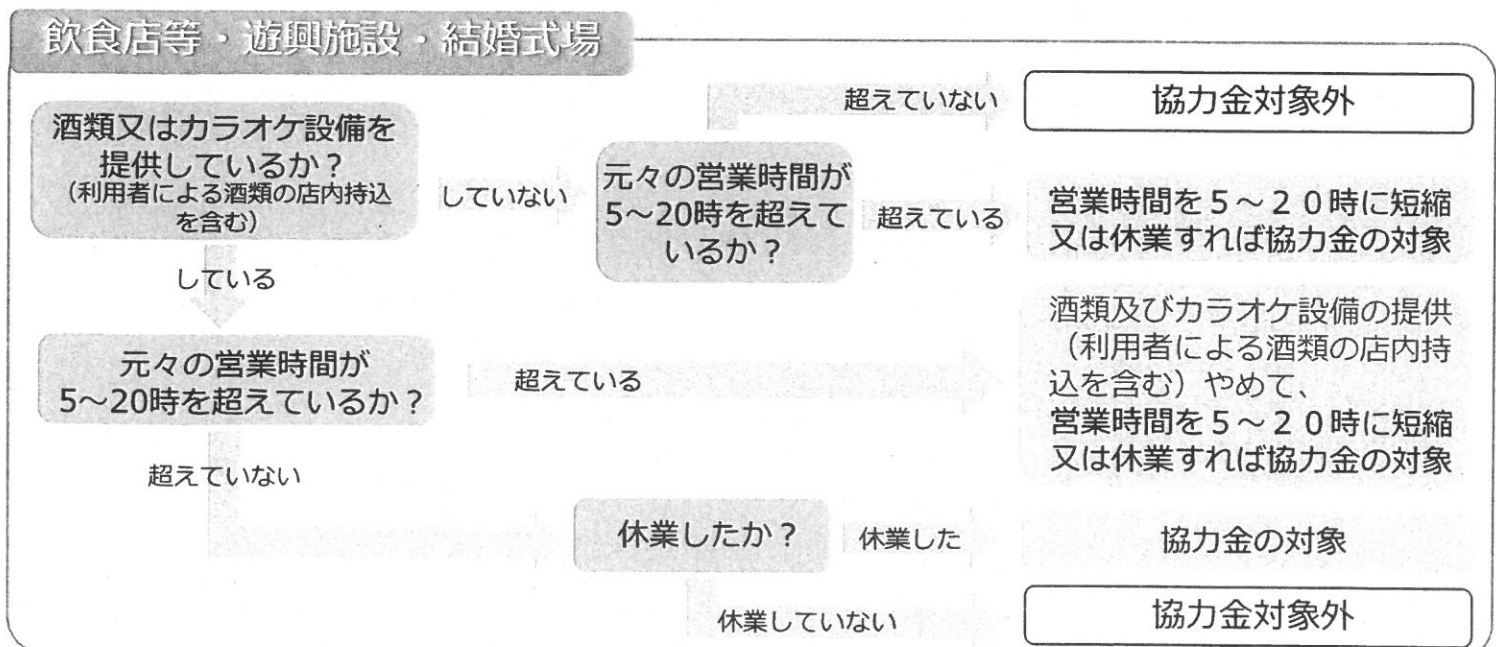 飲食店等・遊興施設・結婚式場
酒類又はカラオケ設備を
提供しているか？
（利用者による酒類の店内持込
を含む）
していない
元々の営業時間が
5～20時を超えて
いるか？
超えていない
協力金対象外
超えている
営業時間を５～２０時に短縮
又は休業すれば協力金の対象
している
元々の営業時間が
5～20時を超えているか？
超えている
酒類及びカラオケ設備の提供
（利用者による酒類の店内持
込を含む）やめて、
営業時間を５～２０時に短縮
又は休業すれば協力金の対象
超えていない
休業したか？
休業した
協力金の対象
休業していない
協力金対象外